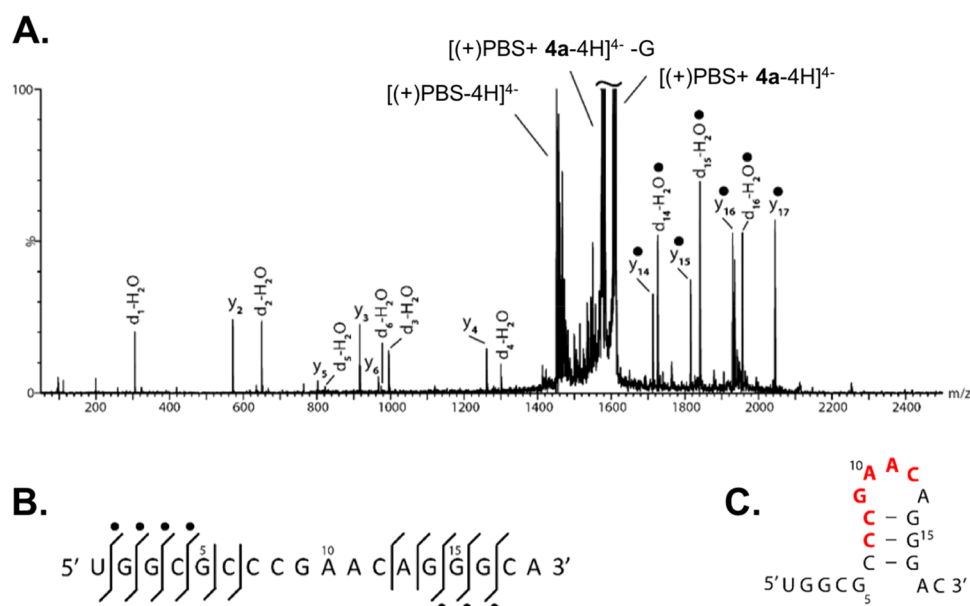 A.
[(+)PBS-4H]4-
[(+)PBS+ 4a-4H]4- -G
[(+)PBS+ 4a-4H]4-
100
%
0
d1-H2O
y2
d2-H2O
y5
d5-H2O
y3
y6
d6-H2O
d3-H2O
y4
d4-H2O
y14
d14-H2O
y15
d15-H2O
y16
d16-H2O
y17
200 400 600 800 1000 1200 1400 1600 1800 2000 2200 2400 m/z
B.
5 10 15
5' U G G C G C C C G A A C A G G G C A 3'
C.
10
A A C
G A
C – G
C – G 15
C – G
5' U G G C G A C 3'
5